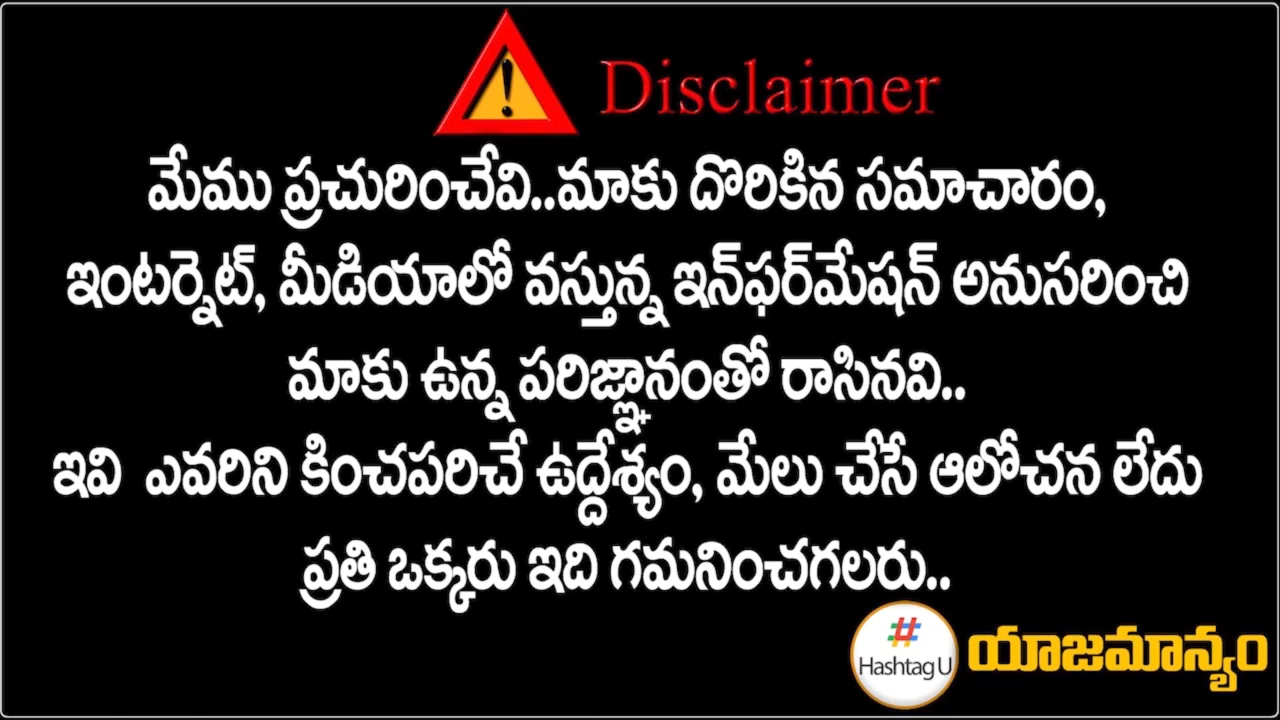 Disclaimer
మేము ప్రచురించేవి..మాకు దొరికిన సమాచారం,
ఇంటర్నెట్, మీడియాలో వస్తున్న ఇన్‌ఫర్‌మేషన్ అనుసరించి
మాకు ఉన్న పరిజ్ఞానంతో రాసినవి..
ఇవి ఎవరిని కించపరిచే ఉద్దేశ్యం, మేలు చేసే ఆలోచన లేదు
ప్రతి ఒక్కరు ఇది గమనించగలరు..
#
Hashtag U
యాజమాన్యం